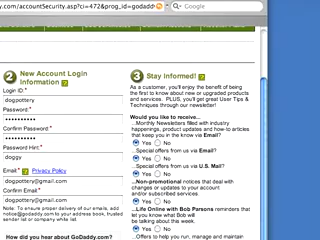 y.com/accountSecurity.asp?ci=472&prog_id=godaddy
Google
2 New Account Login Information ?
Login ID:*
dogpottery
Password:*
••••••••••
Confirm Password:*
••••••••••
Password Hint:*
doggy
Email:* ? Privacy Policy
dogpottery@gmail.com
Confirm Email:*
dogpottery@gmail.com
Note: To ensure proper delivery of our emails, add
notice@godaddy.com to your address book, trusted
sender list or company white list.
How did you hear about GoDaddy.com?
3 Stay Informed! ?
As a customer, you'll enjoy the benefit of being
the first to know about new or upgraded products
and services. PLUS, you'll get great User Tips &
Techniques through our newsletter!
Would you like to receive...
...Monthly Newsletters filled with industry
happenings, product updates and how-to articles
that keep you in the know via Email?
Yes No
...Special offers from us via Email?
Yes No
...Special offers from us via U.S. Mail?
Yes No
...Non-promotional notices that deal with
changes or updates to your account
and/or subscribed services.
Yes No
...Life Online with Bob Parsons reminders that
let you know what Bob will
be talking about this week.
Yes No
...Offers to help you run, manage and maintain